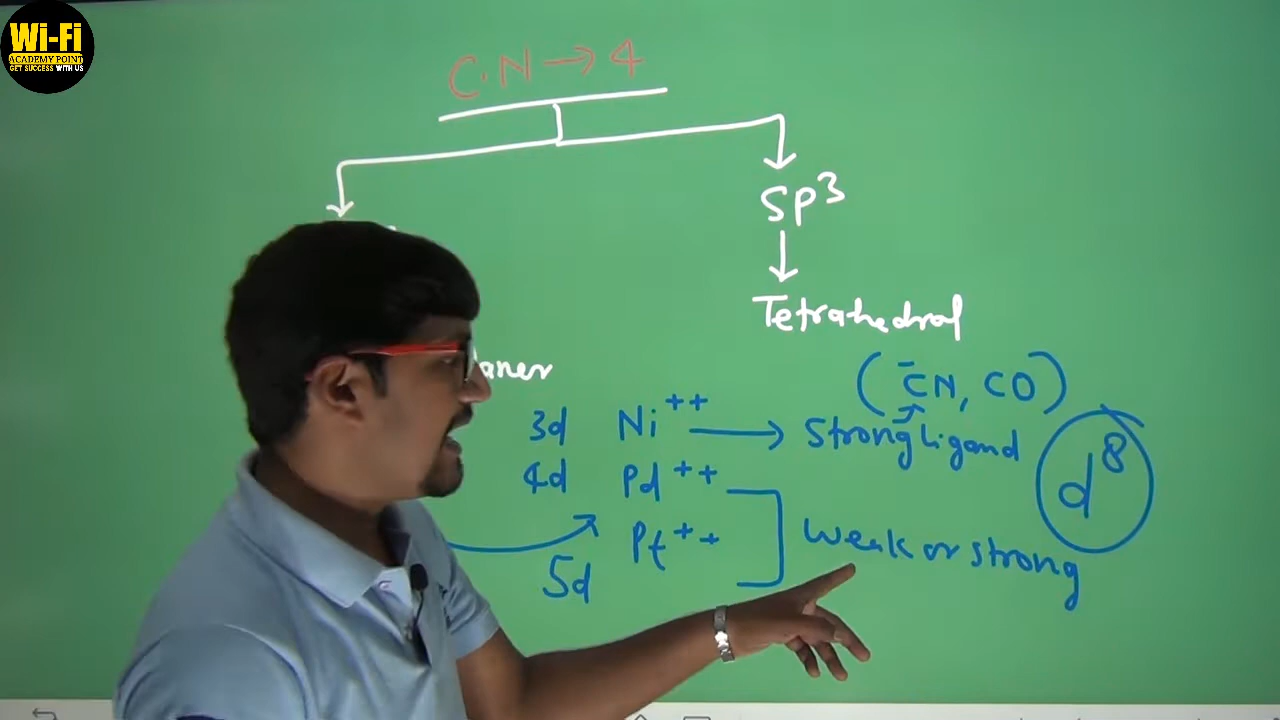 Wi-Fi
ACADEMY POINT
GET SUCCESS WITH US
C.N → 4
SP³
Tetrahedral
aner
(⁻CN, CO)
3d Ni⁺⁺ → Strong Ligand
4d Pd⁺⁺
d⁸
Pt⁺⁺
Weak or strong
5d